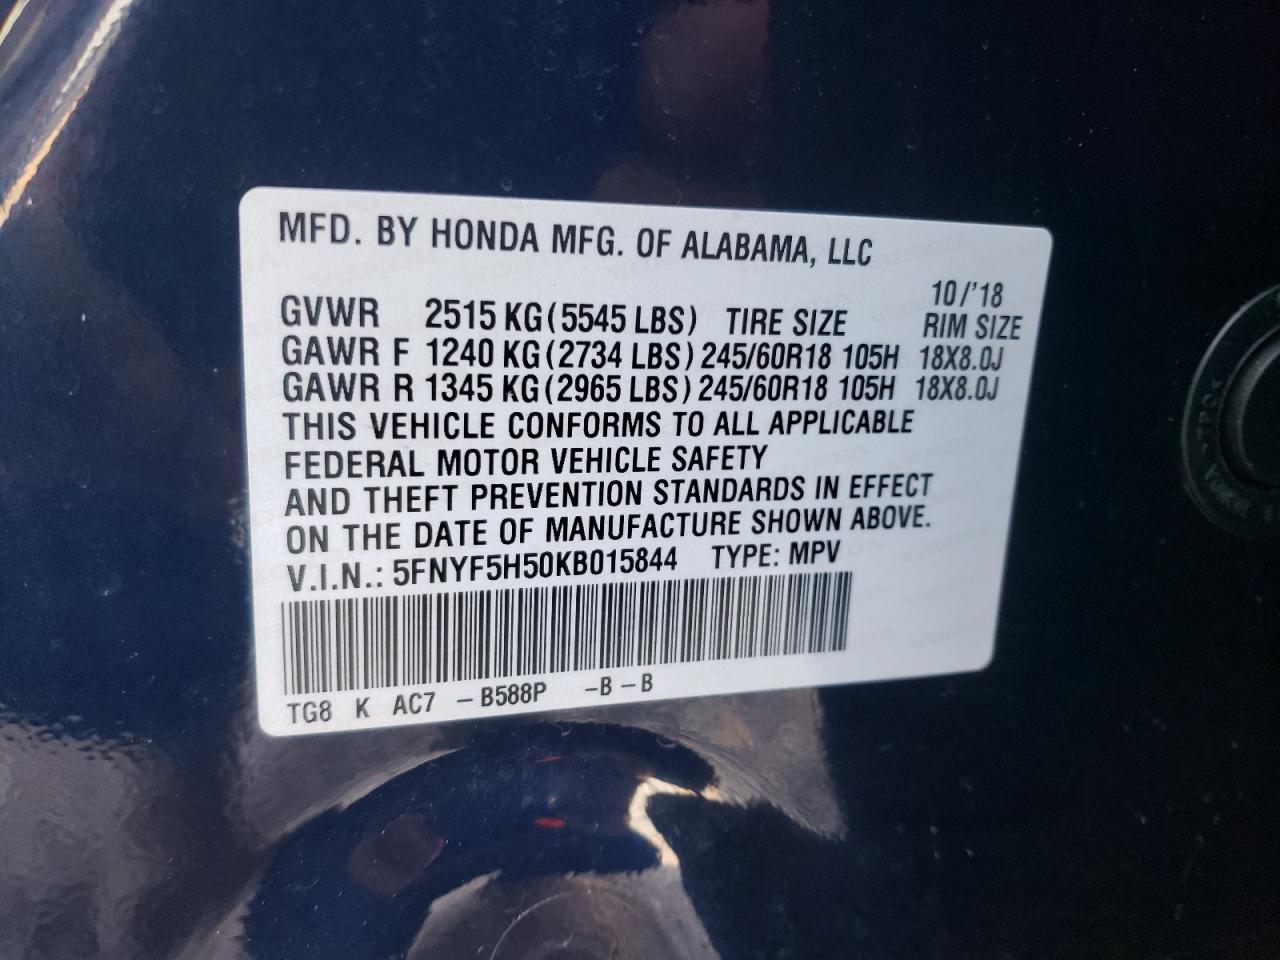 MFD. BY HONDA MFG. OF ALABAMA, LLC
10/'18
GVWR 2515 KG (5545 LBS) TIRE SIZE RIM SIZE
GAWR F 1240 KG (2734 LBS) 245/60R18 105H 18X8.0J
GAWR R 1345 KG (2965 LBS) 245/60R18 105H 18X8.0J
THIS VEHICLE CONFORMS TO ALL APPLICABLE
FEDERAL MOTOR VEHICLE SAFETY
AND THEFT PREVENTION STANDARDS IN EFFECT
ON THE DATE OF MANUFACTURE SHOWN ABOVE.
V.I.N.: 5FNYF5H50KB015844 TYPE: MPV
TG8 K AC7 – B588P –B – B